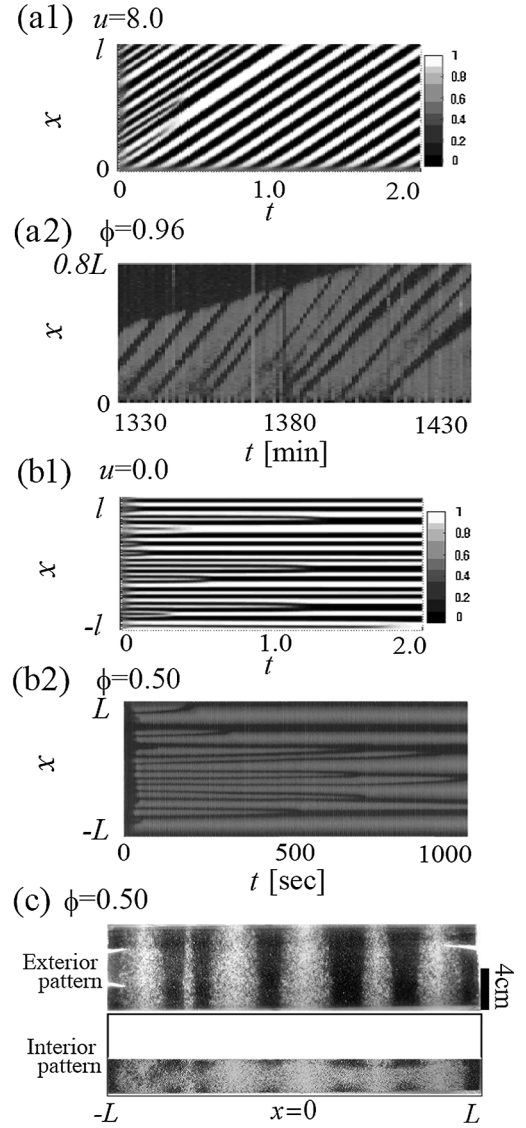 (a1) u=8.0
l
x
0
0 1.0 2.0
t
1
0.8
0.6
0.4
0.2
0
(a2) ϕ=0.96
0.8L
x
0
1330 1380 1430
t [min]
(b1) u=0.0
l
x
-l
0 1.0 2.0
t
1
0.8
0.6
0.4
0.2
0
(b2) ϕ=0.50
L
x
-L
0 500 1000
t [sec]
(c) ϕ=0.50
Exterior
pattern
4cm
Interior
pattern
-L x=0 L